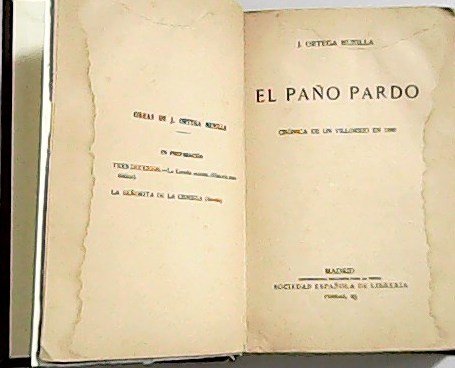 OBRAS DE J. ORTEGA MUNILLA
EN PREPARACIÓN
LA SEÑORITA DE LA CISNIEGA
J. ORTEGA MUNILLA
EL PAÑO PARDO
CRÓNICA DE UN VILLORRIO EN
MADRID
SOCIEDAD ESPAÑOLA DE LIBRERÍA